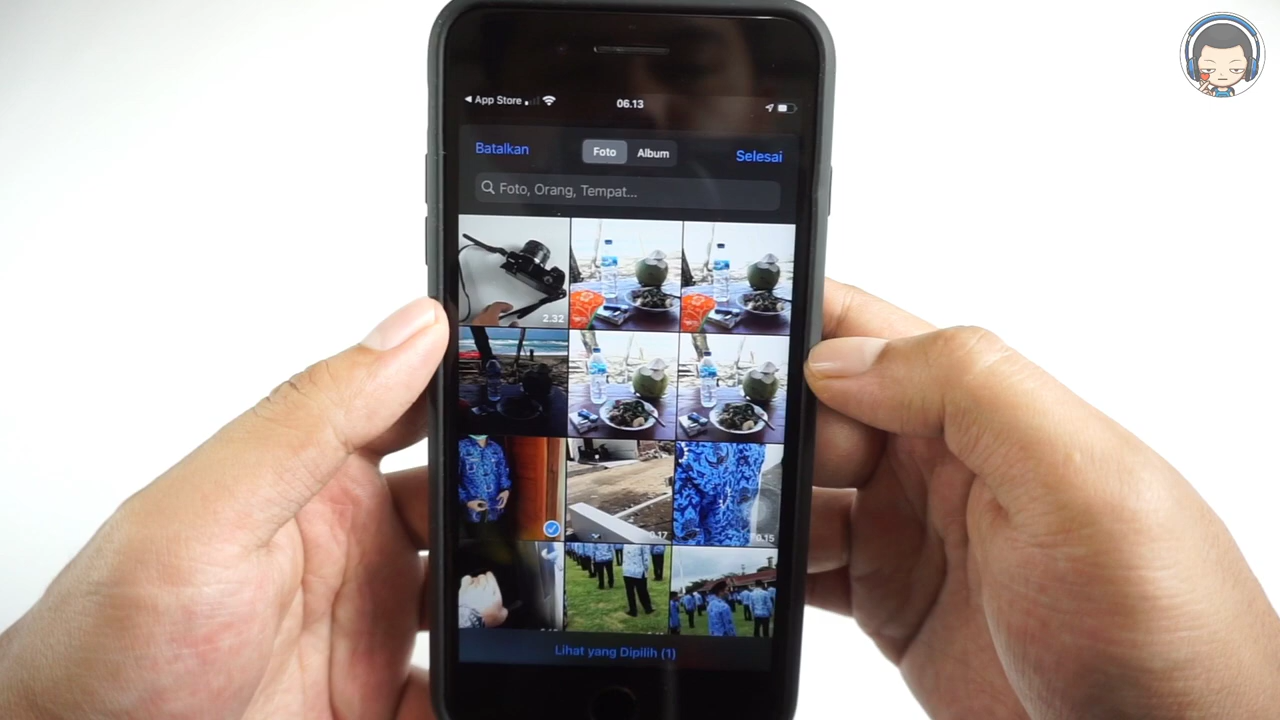 App Store
06.13
Batalkan
Foto
Album
Selesai
Foto, Orang, Tempat...
2.32
0.15
Lihat yang Dipilih (1)